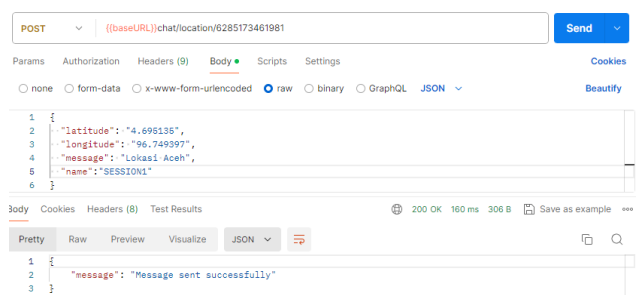 POST {{baseURL}}chat/location/6285173461981 Send
Params Authorization Headers (9) Body Scripts Settings Cookies
none form-data x-www-form-urlencoded raw binary GraphQL JSON Beautify
1 {
2 "latitude": "4.695135",
3 "longitude": "96.749397",
4 "message": "Lokasi Aceh",
5 "name":"SESSION1"
6 }
Body Cookies Headers (8) Test Results 200 OK 160 ms 306 B Save as example
Pretty Raw Preview Visualize JSON
1 {
2 "message": "Message sent successfully"
3 }